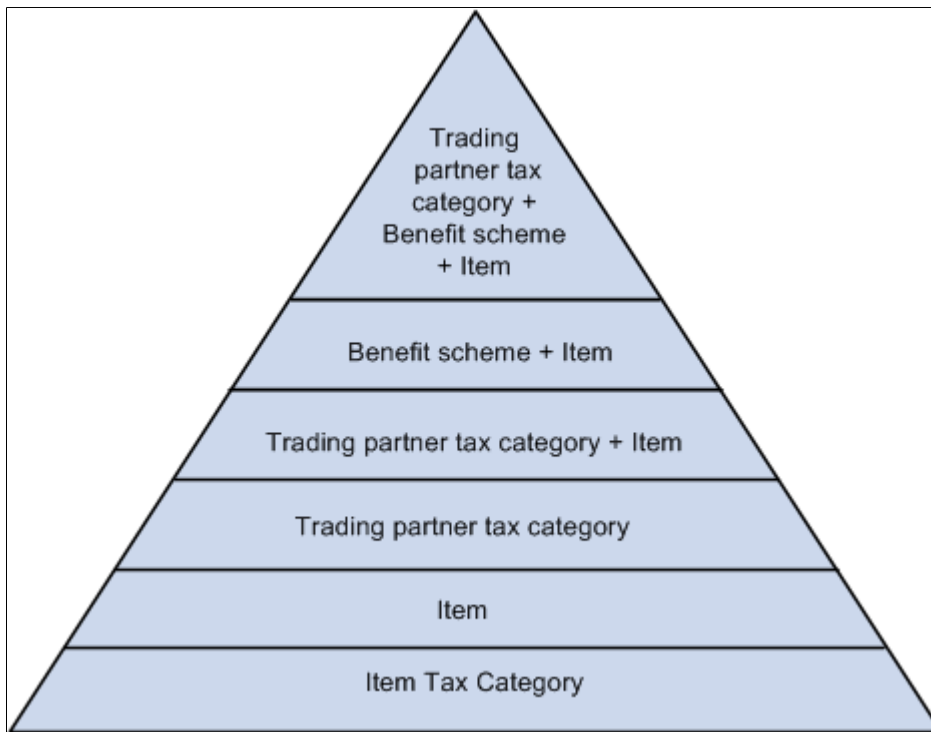 Trading
partner tax
category +
Benefit scheme
+ Item
Benefit scheme + Item
Trading partner tax category + Item
Trading partner tax category
Item
Item Tax Category